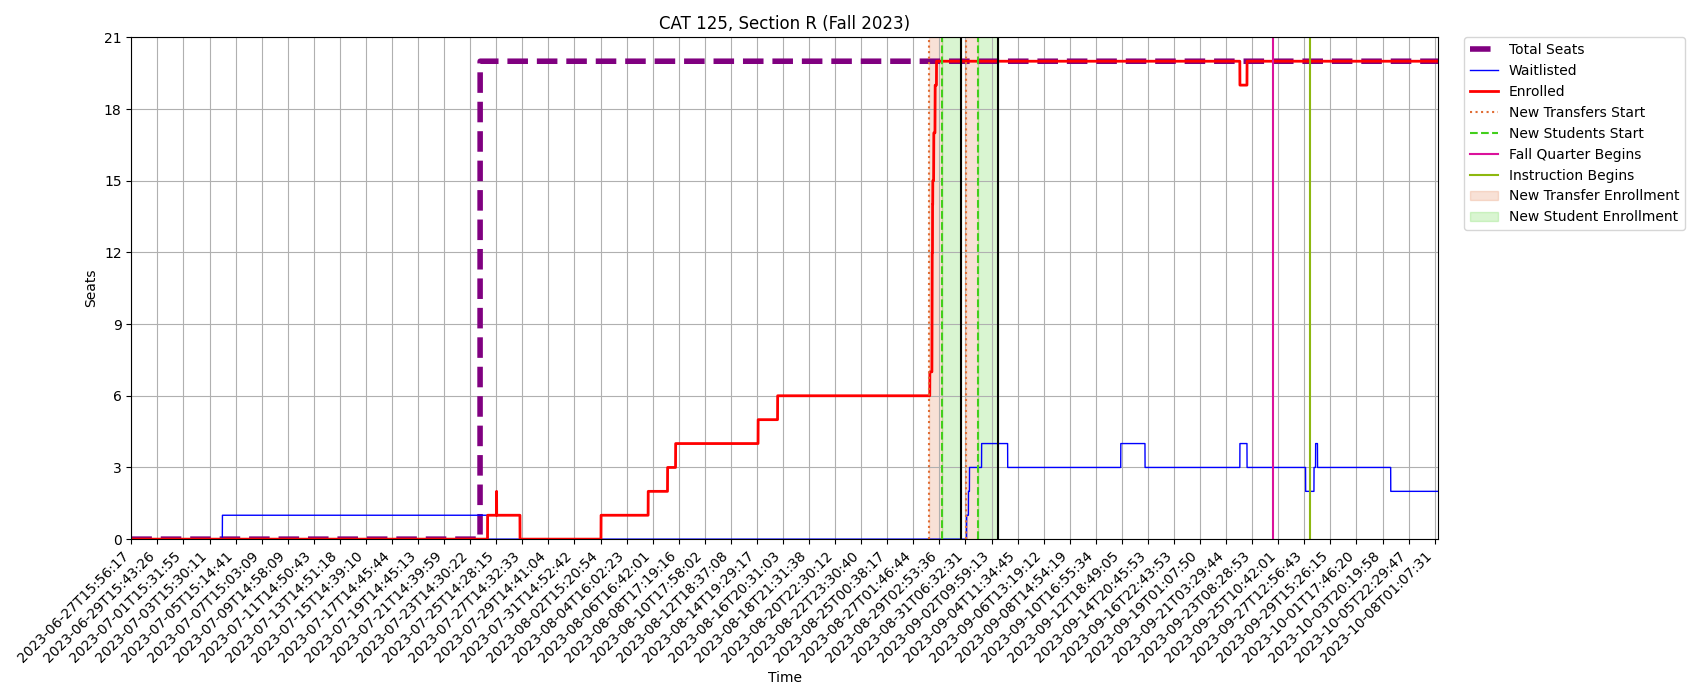 CAT 125, Section R (Fall 2023)
21
18
15
12
9
6
3
0
Seats
2023-06-27T15:56:17
2023-06-29T15:43:26
2023-07-01T15:31:55
2023-07-03T15:30:11
2023-07-05T15:14:41
2023-07-07T15:03:09
2023-07-09T14:58:09
2023-07-11T14:50:43
2023-07-13T14:51:18
2023-07-15T14:39:10
2023-07-17T14:45:44
2023-07-19T14:45:13
2023-07-21T14:39:59
2023-07-23T14:30:22
2023-07-25T14:28:15
2023-07-27T14:32:33
2023-07-29T14:41:04
2023-07-31T14:52:42
2023-08-02T15:20:54
2023-08-04T16:02:23
2023-08-06T16:42:01
2023-08-08T17:19:16
2023-08-10T17:58:02
2023-08-12T18:37:08
2023-08-14T19:29:17
2023-08-16T20:31:03
2023-08-18T21:31:38
2023-08-20T22:30:12
2023-08-22T23:30:40
2023-08-25T00:38:17
2023-08-27T01:46:44
2023-08-29T02:53:36
2023-08-31T06:32:31
2023-09-02T09:59:13
2023-09-04T11:34:45
2023-09-06T13:19:12
2023-09-08T14:54:19
2023-09-10T16:55:34
2023-09-12T18:49:05
2023-09-14T20:45:53
2023-09-16T22:43:53
2023-09-19T01:07:50
2023-09-21T03:29:44
2023-09-23T08:28:53
2023-09-25T10:42:01
2023-09-27T12:56:43
2023-09-29T15:26:15
2023-10-01T17:46:20
2023-10-03T20:19:58
2023-10-05T22:29:47
2023-10-08T01:07:31
Time
Total Seats
Waitlisted
Enrolled
New Transfers Start
New Students Start
Fall Quarter Begins
Instruction Begins
New Transfer Enrollment
New Student Enrollment